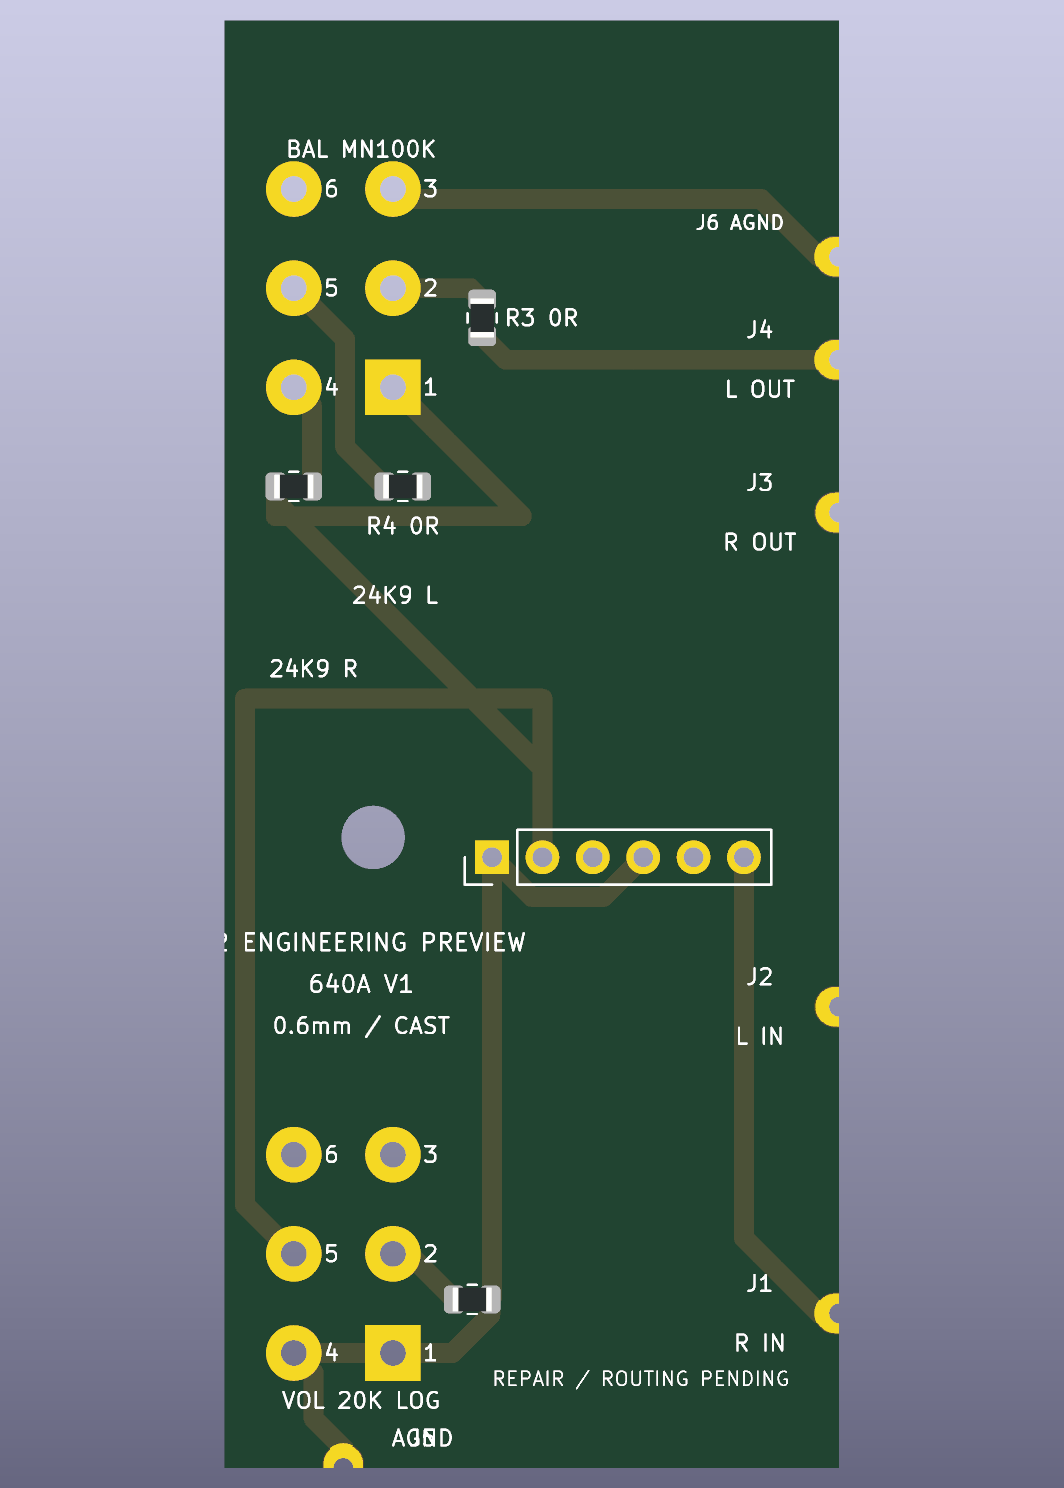 BAL MN100K
6 3
J6 AGND
5 2
R3 0R
J4
4 1
L OUT
J3
R4 0R
R OUT
24K9 L
24K9 R
ENGINEERING PREVIEW
J2
640A V1
0.6mm / CAST
L IN
6 3
5 2
J1
R IN
4 1
REPAIR / ROUTING PENDING
VOL 20K LOG